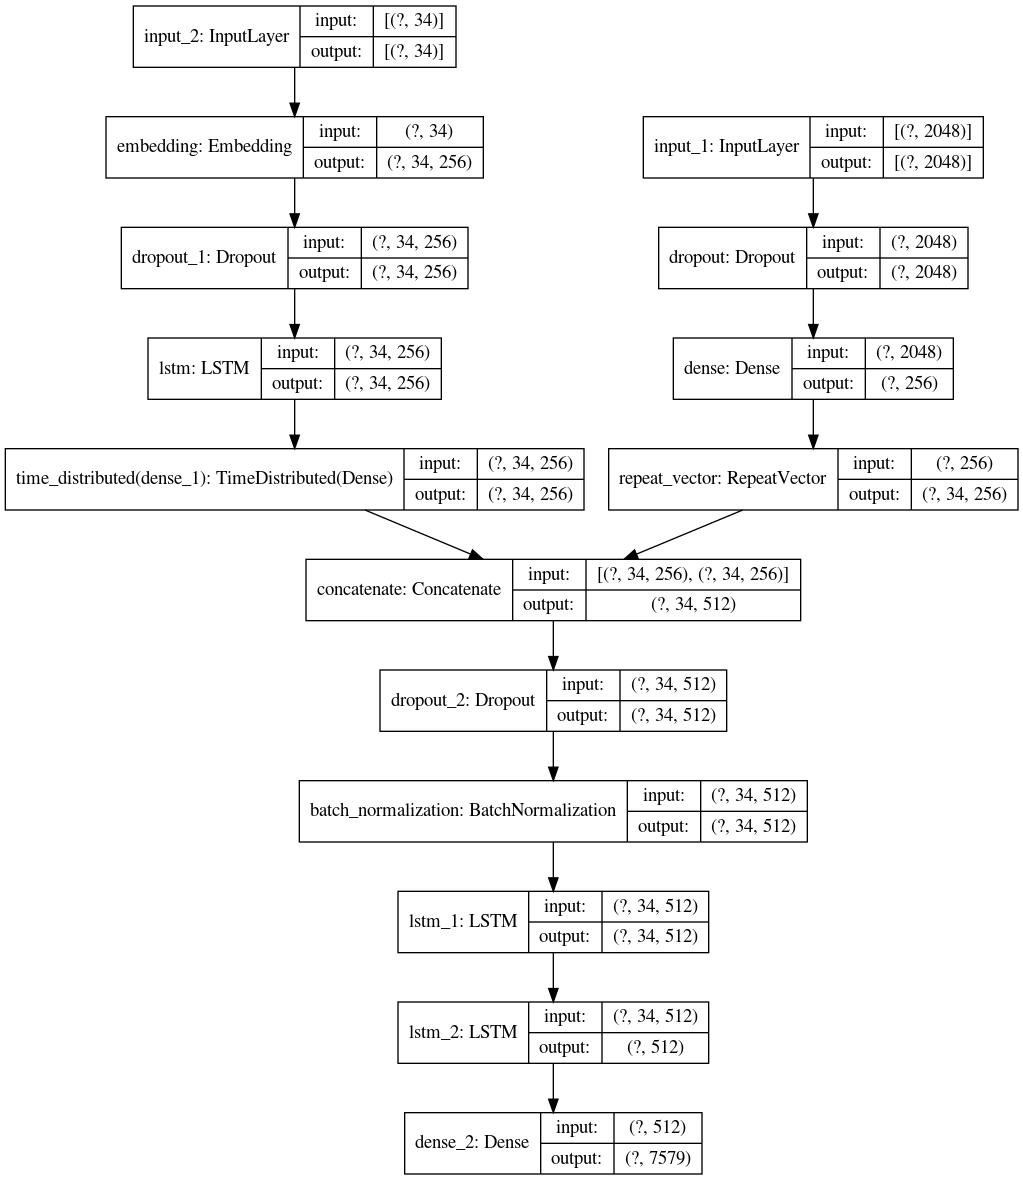 input_2: InputLayer
input: [(?, 34)]
output: [(?, 34)]
embedding: Embedding
input: (?, 34)
output: (?, 34, 256)
input_1: InputLayer
input: [(?, 2048)]
output: [(?, 2048)]
dropout_1: Dropout
input: (?, 34, 256)
output: (?, 34, 256)
dropout: Dropout
input: (?, 2048)
output: (?, 2048)
lstm: LSTM
input: (?, 34, 256)
output: (?, 34, 256)
dense: Dense
input: (?, 2048)
output: (?, 256)
time_distributed(dense_1): TimeDistributed(Dense)
input: (?, 34, 256)
output: (?, 34, 256)
repeat_vector: RepeatVector
input: (?, 256)
output: (?, 34, 256)
concatenate: Concatenate
input: [(?, 34, 256), (?, 34, 256)]
output: (?, 34, 512)
dropout_2: Dropout
input: (?, 34, 512)
output: (?, 34, 512)
batch_normalization: BatchNormalization
input: (?, 34, 512)
output: (?, 34, 512)
lstm_1: LSTM
input: (?, 34, 512)
output: (?, 34, 512)
lstm_2: LSTM
input: (?, 34, 512)
output: (?, 512)
dense_2: Dense
input: (?, 512)
output: (?, 7579)